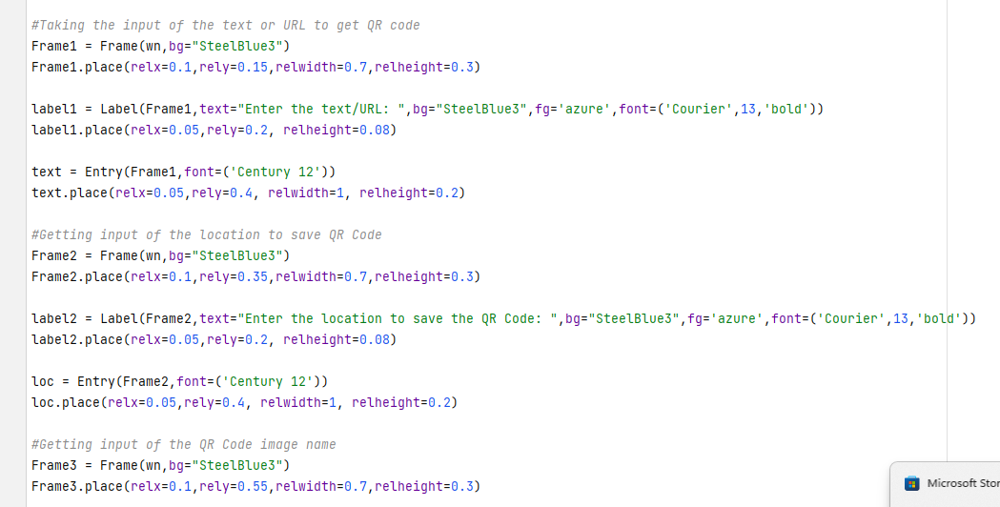 #Taking the input of the text or URL to get QR code
Frame1 = Frame(wn,bg="SteelBlue3")
Frame1.place(relx=0.1,rely=0.15,relwidth=0.7,relheight=0.3)
label1 = Label(Frame1,text="Enter the text/URL: ",bg="SteelBlue3",fg='azure',font=('Courier',13,'bold'))
label1.place(relx=0.05,rely=0.2, relheight=0.08)
text = Entry(Frame1,font=('Century 12'))
text.place(relx=0.05,rely=0.4, relwidth=1, relheight=0.2)
#Getting input of the location to save QR Code
Frame2 = Frame(wn,bg="SteelBlue3")
Frame2.place(relx=0.1,rely=0.35,relwidth=0.7,relheight=0.3)
label2 = Label(Frame2,text="Enter the location to save the QR Code: ",bg="SteelBlue3",fg='azure',font=('Courier',13,'bold'))
label2.place(relx=0.05,rely=0.2, relheight=0.08)
loc = Entry(Frame2,font=('Century 12'))
loc.place(relx=0.05,rely=0.4, relwidth=1, relheight=0.2)
#Getting input of the QR Code image name
Frame3 = Frame(wn,bg="SteelBlue3")
Frame3.place(relx=0.1,rely=0.55,relwidth=0.7,relheight=0.3)
Microsoft Stor